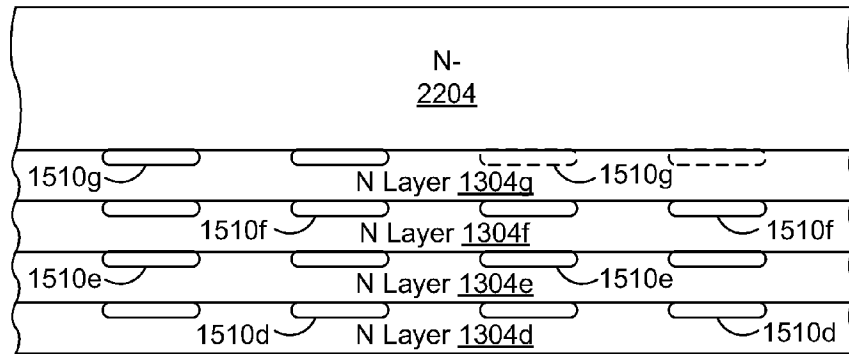 N-
2204
1510g N Layer 1304g 1510g
1510f N Layer 1304f 1510f
1510e N Layer 1304e 1510e
1510d N Layer 1304d 1510d